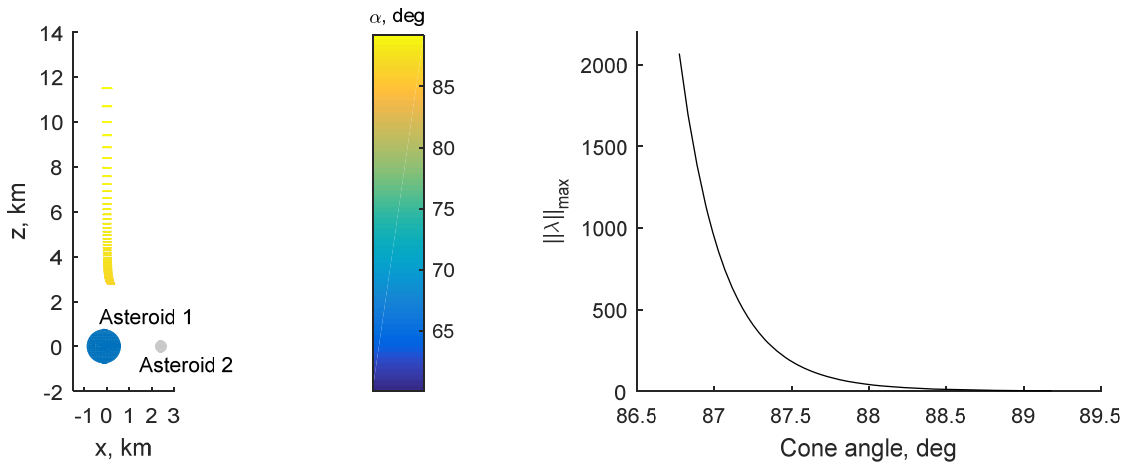 14
12
10
8
6
4
2
0
-2
z, km
-1 0 1 2 3
x, km
Asteroid 1
Asteroid 2
α, deg
85
80
75
70
65
2000
1500
1000
500
0
||λ||max
86.5 87 87.5 88 88.5 89 89.5
Cone angle, deg